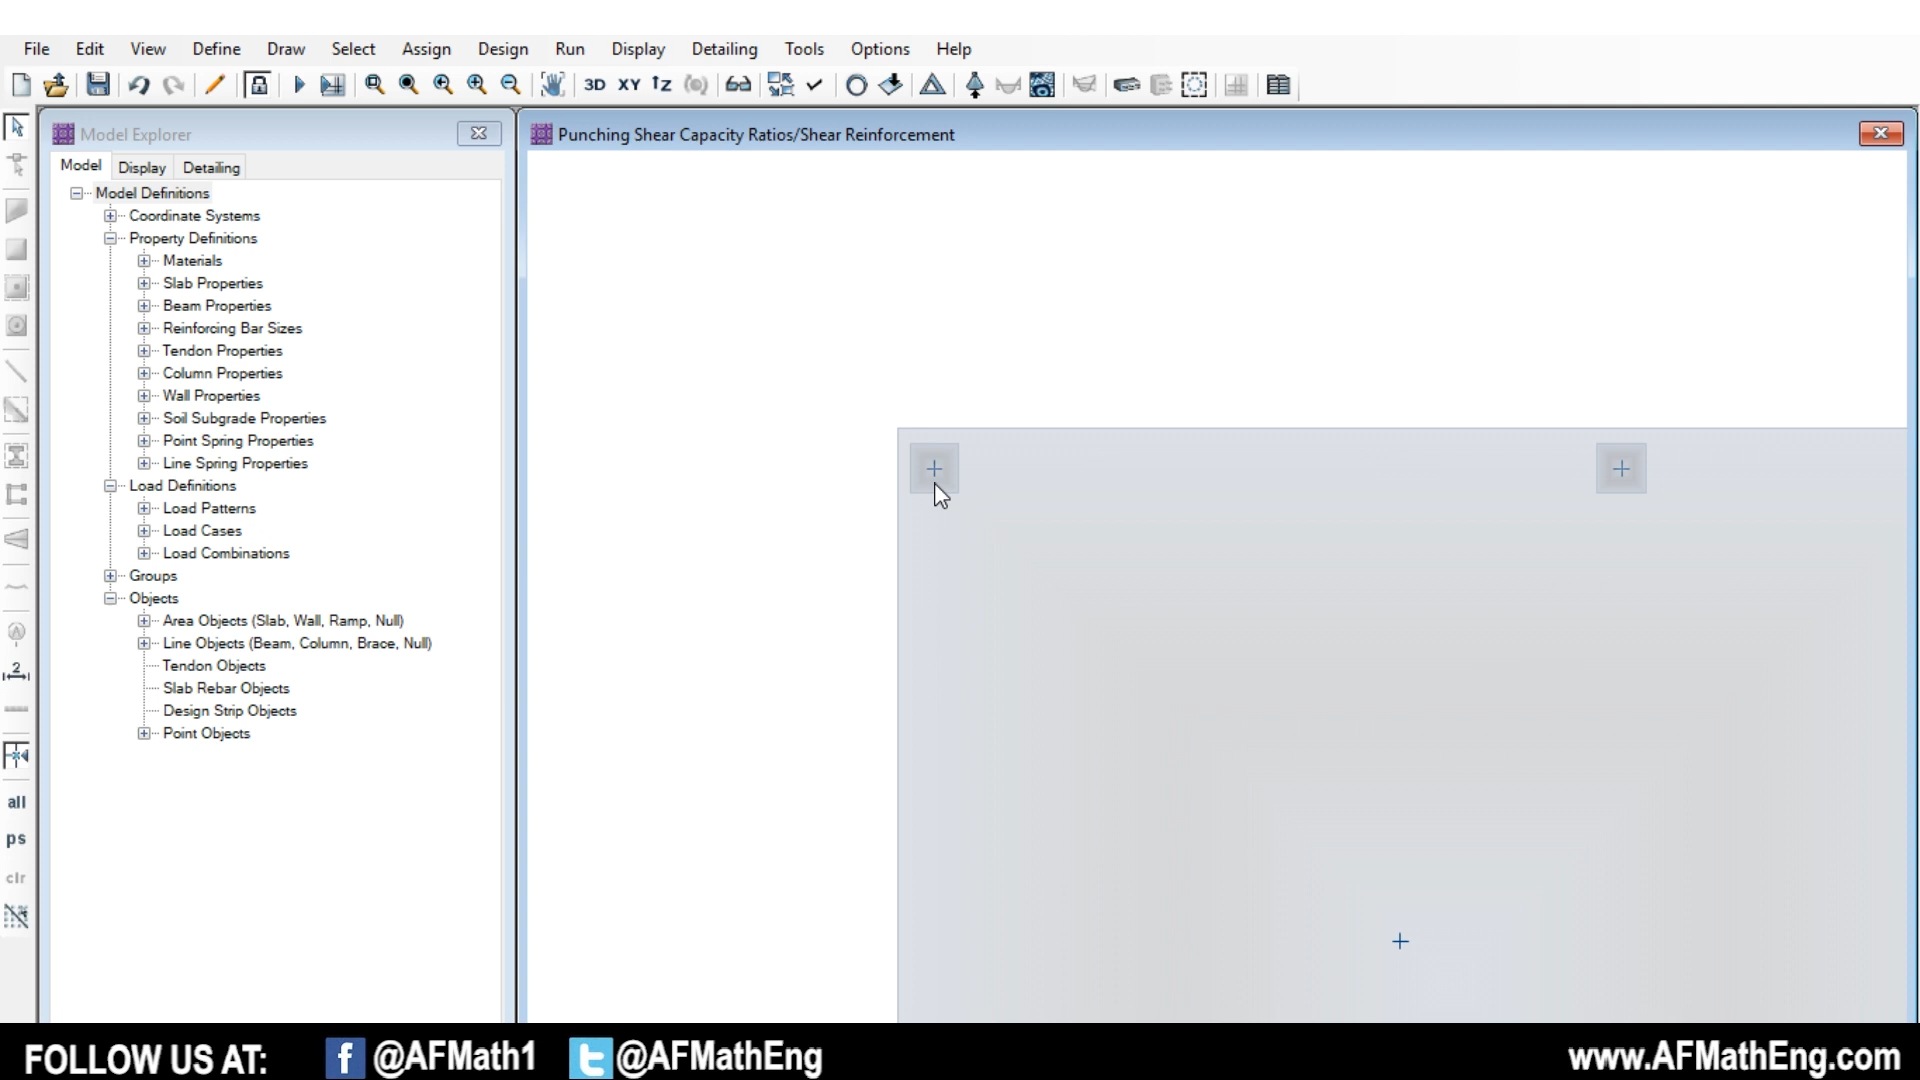 File Edit View Define Draw Select Assign Design Run Display Detailing Tools Options Help
3D XY
Model Explorer
Model Display Detailing
Model Definitions
Coordinate Systems
Property Definitions
Materials
Slab Properties
Beam Properties
Reinforcing Bar Sizes
Tendon Properties
Column Properties
Wall Properties
Soil Subgrade Properties
Point Spring Properties
Line Spring Properties
Load Definitions
Load Patterns
Load Cases
Load Combinations
Groups
Objects
Area Objects (Slab, Wall, Ramp, Null)
Line Objects (Beam, Column, Brace, Null)
Tendon Objects
Slab Rebar Objects
Design Strip Objects
Point Objects
2
all
ps
clr
Punching Shear Capacity Ratios/Shear Reinforcement
FOLLOW US AT: f @AFMath1 t @AFMathEng www.AFMathEng.com